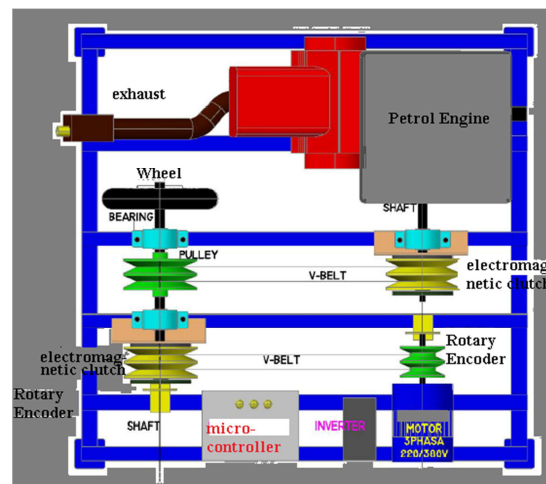 exhaust
Petrol Engine
Wheel
BEARING
SHAFT
PULLEY
V-BELT
electromag
netic clutch
electromag-
netic clutch
V-BELT
Rotary
Encoder
Rotary
Encoder
SHAFT
micro-
controller
INVERTER
MOTOR
3PHASA
220/380V